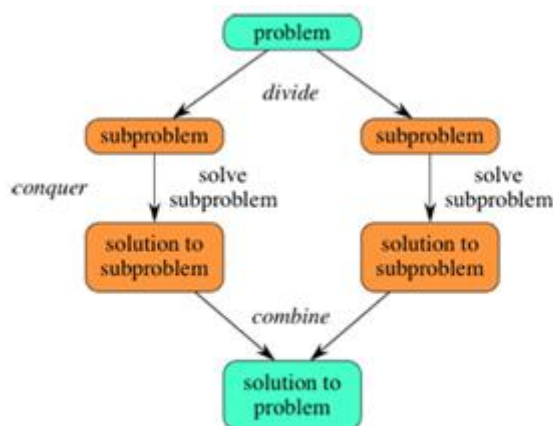 problem
divide
subproblem
subproblem
conquer
solve
subproblem
solve
subproblem
solution to
subproblem
solution to
subproblem
combine
solution to
problem